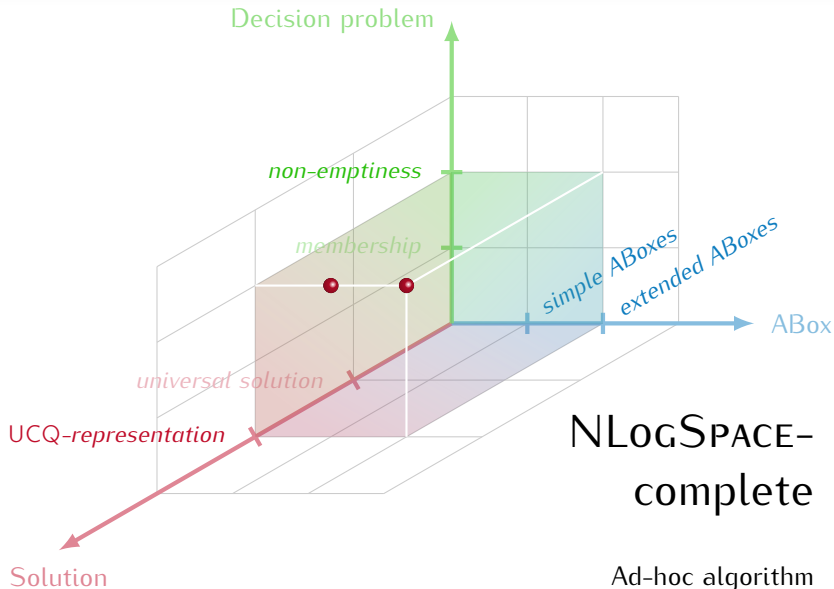 Decision problem
non-emptiness
membership
simple ABoxes
extended ABoxes
ABox
universal solution
UCQ-representation
NLOGSPACE-
complete
Solution
Ad-hoc algorithm